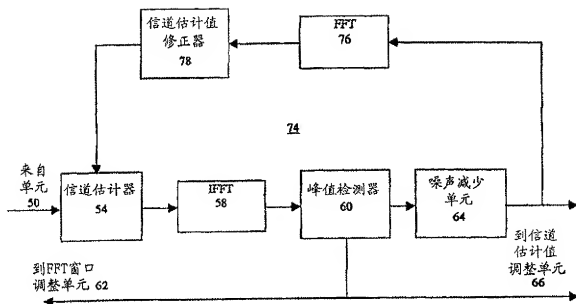 信道估计值
修正器
78
FFT
76
74
来自
单元
50
信道估计器
54
IFFT
58
峰值检测器
60
噪声减少
单元
64
到信道
估计值
调整单元
66
到FFT窗口
调整单元 62